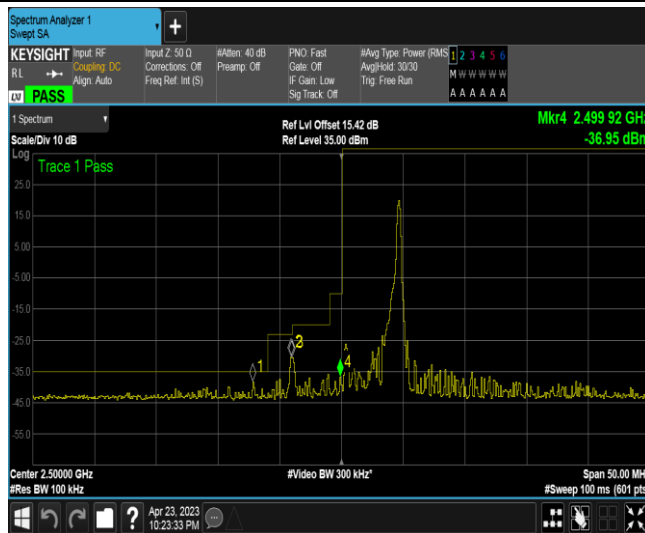 Spectrum Analyzer 1
Swept SA
+
KEYSIGHT
RL
LXI
PASS
Input: RF
Coupling: DC
Align: Auto
Input Z: 50 Ω
Corrections: Off
Freq Ref: Int (S)
#Atten: 40 dB
Preamp: Off
PNO: Fast
Gate: Off
IF Gain: Low
Sig Track: Off
#Avg Type: Power (RMS
Avg|Hold: 30/30
Trig: Free Run
1 2 3 4 5 6
M W W W W W
A A A A A A
1 Spectrum
Scale/Div 10 dB
Ref Lvl Offset 15.42 dB
Ref Level 35.00 dBm
Mkr4 2.499 92 GHz
-36.95 dBm
Log
Trace 1 Pass
25.0
15.0
5.00
-5.00
-15.0
-25.0
-35.0
-45.0
-55.0
1
4
Center 2.50000 GHz
#Res BW 100 kHz
#Video BW 300 kHz*
Span 50.00 MH
#Sweep 100 ms (601 pts
?
Apr 23, 2023
10:23:33 PM